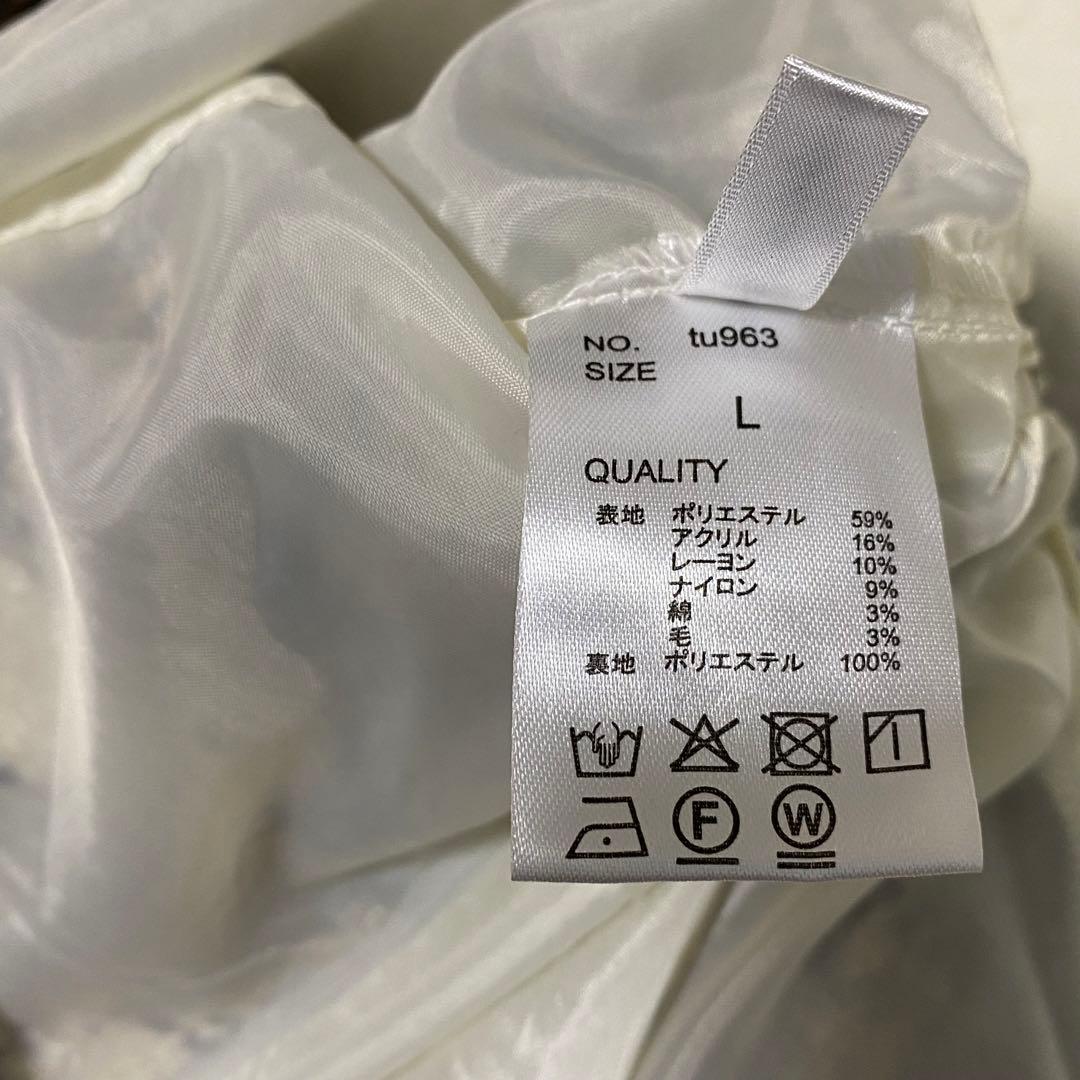 NO. tu963
SIZE
L
QUALITY
表地 ポリエステル 59%
アクリル 16%
レーヨン 10%
ナイロン 9%
綿 3%
毛 3%
裏地 ポリエステル 100%
F W